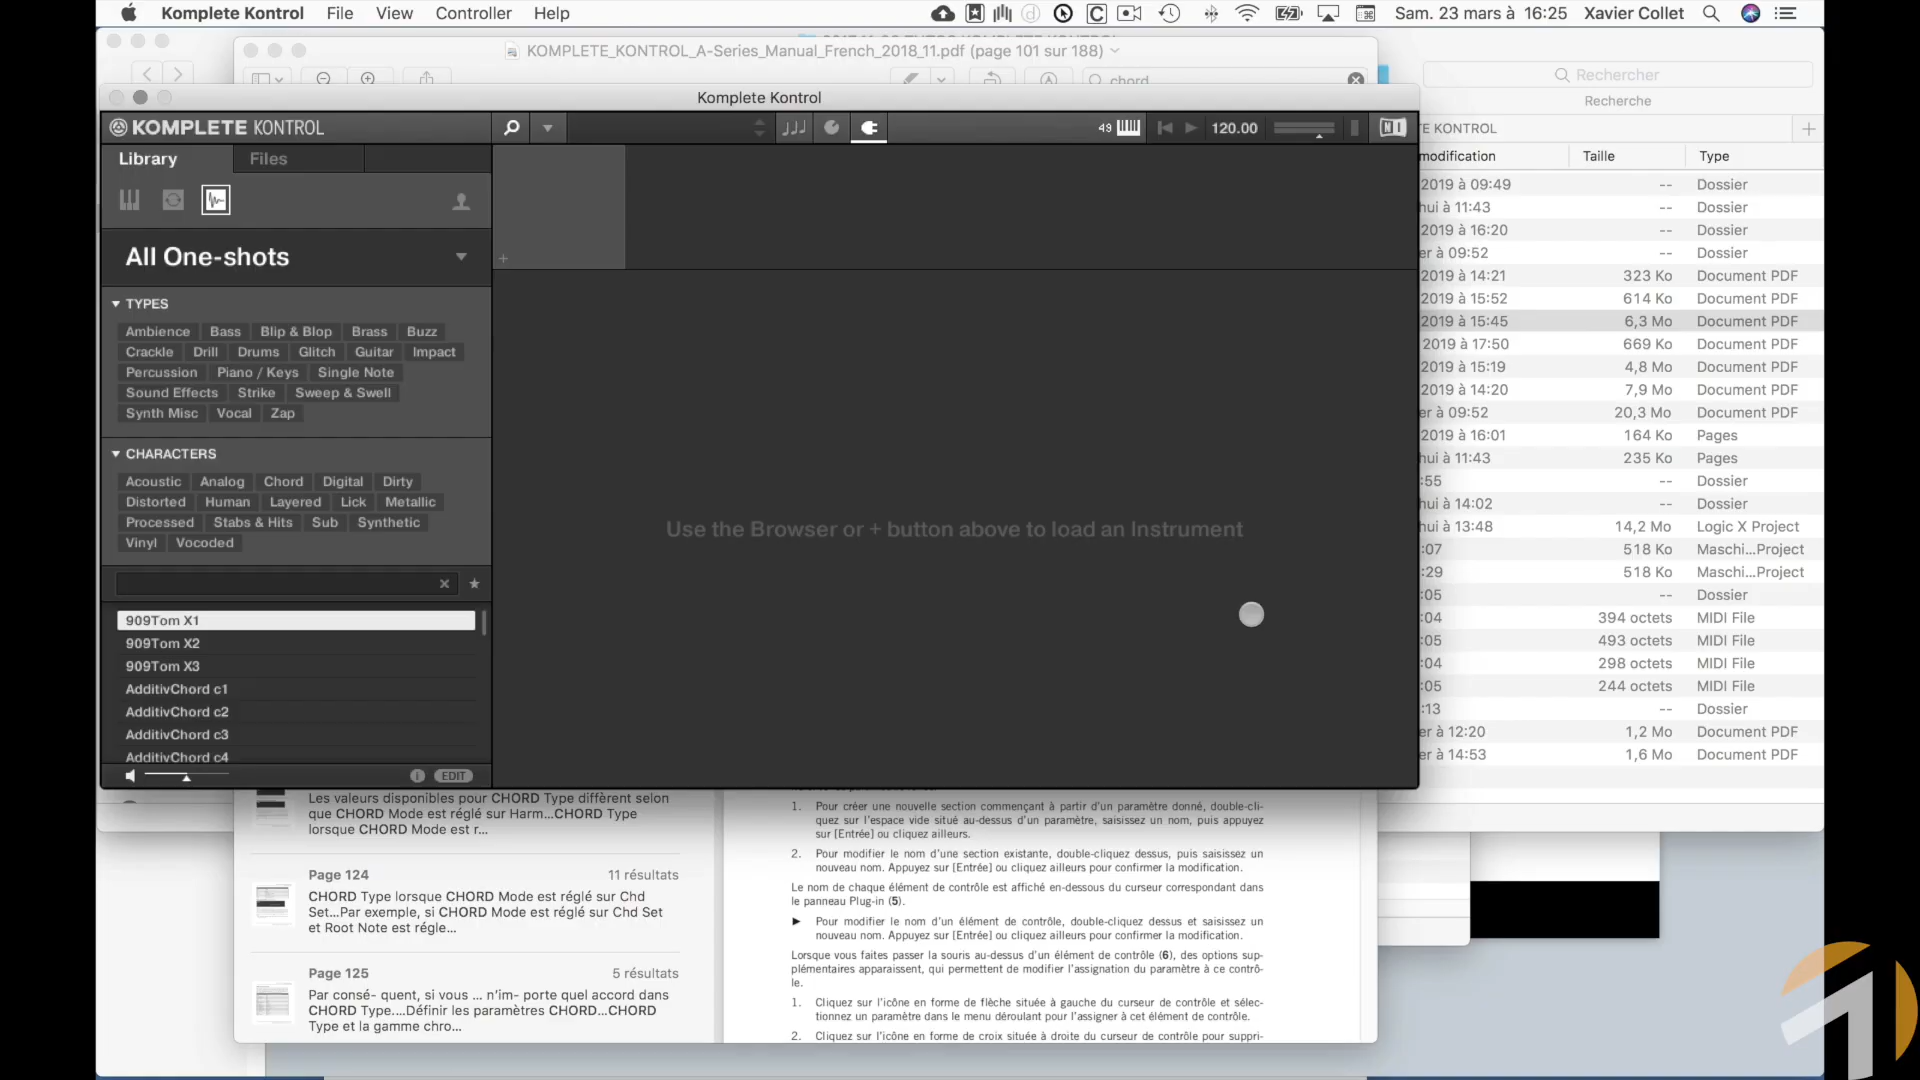 Komplete Kontrol File View Controller Help
Sam. 23 mars à 16:25 Xavier Collet
KOMPLETE_KONTROL_A-Series_Manual_French_2018_11.pdf (page 101 sur 188)
chord
Rechercher
Recherche
Komplete Kontrol
KOMPLETE KONTROL
49
120.00
Library
Files
All One-shots
TYPES
Ambience Bass Blip & Blop Brass Buzz
Crackle Drill Drums Glitch Guitar Impact
Percussion Piano / Keys Single Note
Sound Effects Strike Sweep & Swell
Synth Misc Vocal Zap
CHARACTERS
Acoustic Analog Chord Digital Dirty
Distorted Human Layered Lick Metallic
Processed Stabs & Hits Sub Synthetic
Vinyl Vocoded
909Tom X1
909Tom X2
909Tom X3
AdditivChord c1
AdditivChord c2
AdditivChord c3
AdditivChord c4
EDIT
Use the Browser or + button above to load an Instrument
TE KONTROL
modification Taille Type
2019 à 09:49 -- Dossier
hui à 11:43 -- Dossier
2019 à 16:20 -- Dossier
er à 09:52 -- Dossier
2019 à 14:21 323 Ko Document PDF
2019 à 15:52 614 Ko Document PDF
2019 à 15:45 6,3 Mo Document PDF
2019 à 17:50 669 Ko Document PDF
2019 à 15:19 4,8 Mo Document PDF
2019 à 14:20 7,9 Mo Document PDF
er à 09:52 20,3 Mo Document PDF
2019 à 16:01 164 Ko Pages
hui à 11:43 235 Ko Pages
:55 -- Dossier
hui à 14:02 -- Dossier
hui à 13:48 14,2 Mo Logic X Project
:07 518 Ko Maschi...Project
:29 518 Ko Maschi...Project
:05 -- Dossier
:04 394 octets MIDI File
:05 493 octets MIDI File
:04 298 octets MIDI File
:05 244 octets MIDI File
:13 -- Dossier
er à 12:20 1,2 Mo Document PDF
er à 14:53 1,6 Mo Document PDF
Les valeurs disponibles pour CHORD Type diffèrent selon
que CHORD Mode est réglé sur Harm...CHORD Type
lorsque CHORD Mode est r...
Page 124 11 résultats
CHORD Type lorsque CHORD Mode est réglé sur Chd
Set...Par exemple, si CHORD Mode est réglé sur Chd Set
et Root Note est régle...
Page 125 5 résultats
Par consé- quent, si vous ... n'im- porte quel accord dans
CHORD Type....Définir les paramètres CHORD...CHORD
Type et la gamme chro...
1. Pour créer une nouvelle section commençant à partir d'un paramètre donné, double-cli-
quez sur l'espace vide situé au-dessus d'un paramètre, saisissez un nom, puis appuyez
sur [Entrée] ou cliquez ailleurs.
2. Pour modifier le nom d'une section existante, double-cliquez dessus, puis saisissez un
nouveau nom. Appuyez sur [Entrée] ou cliquez ailleurs pour confirmer la modification.
Le nom de chaque élément de contrôle est affiché en-dessous du curseur correspondant dans
le panneau Plug-in (5).
► Pour modifier le nom d'un élément de contrôle, double-cliquez dessus et saisissez un
nouveau nom. Appuyez sur [Entrée] ou cliquez ailleurs pour confirmer la modification.
Lorsque vous faites passer la souris au-dessus d'un élément de contrôle (6), des options sup-
plémentaires apparaissent, qui permettent de modifier l'assignation du paramètre à ce contrô-
le.
1. Cliquez sur l'icône en forme de flèche située à gauche du curseur de contrôle et sélec-
tionnez un paramètre dans le menu déroulant pour l'assigner à cet élément de contrôle.
2. Cliquez sur l'icône en forme de croix située à droite du curseur de contrôle pour suppri-